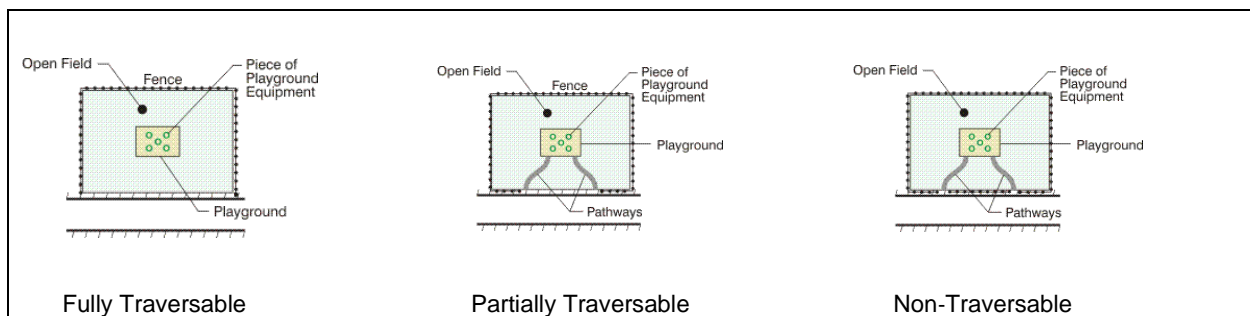 Open Field
Fence
Piece of
Playground
Equipment
Playground
Fully Traversable
Open Field
Fence
Piece of
Playground
Equipment
Playground
Pathways
Partially Traversable
Open Field
Piece of
Playground
Equipment
Playground
Pathways
Non-Traversable